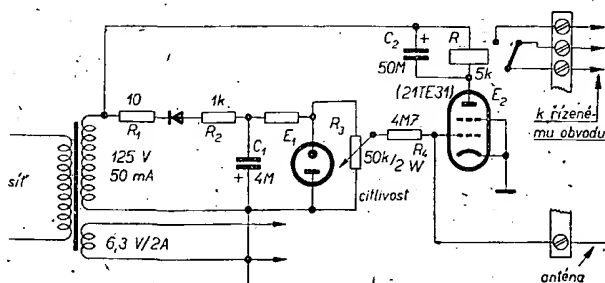 C₂ +
50M
R
5k
(21TE31)
E₂
10
R₁
1k
R₂
E₁
R₃
4M7
R₄
C₁
+ 4M
50k/2 W
citlivost
125 V
50 mA
síť
6,3 V/2A
k řízené-
mu obvodu
anténa